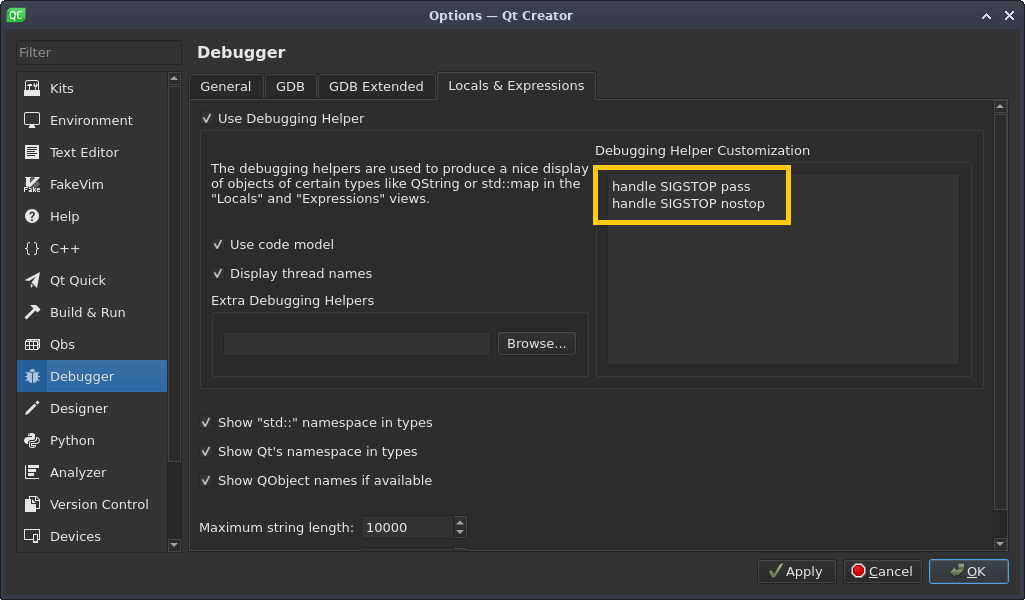 QC
Options — Qt Creator
Filter
Kits
Environment
Text Editor
FakeVim
Help
C++
Qt Quick
Build & Run
Qbs
Debugger
Designer
Python
Analyzer
Version Control
Devices
Debugger
General
GDB
GDB Extended
Locals & Expressions
Use Debugging Helper
The debugging helpers are used to produce a nice display
of objects of certain types like QString or std::map in the
"Locals" and "Expressions" views.
Use code model
Display thread names
Extra Debugging Helpers
Browse...
Debugging Helper Customization
handle SIGSTOP pass
handle SIGSTOP nostop
Show "std::" namespace in types
Show Qt's namespace in types
Show QObject names if available
Maximum string length: 10000
Apply
Cancel
OK